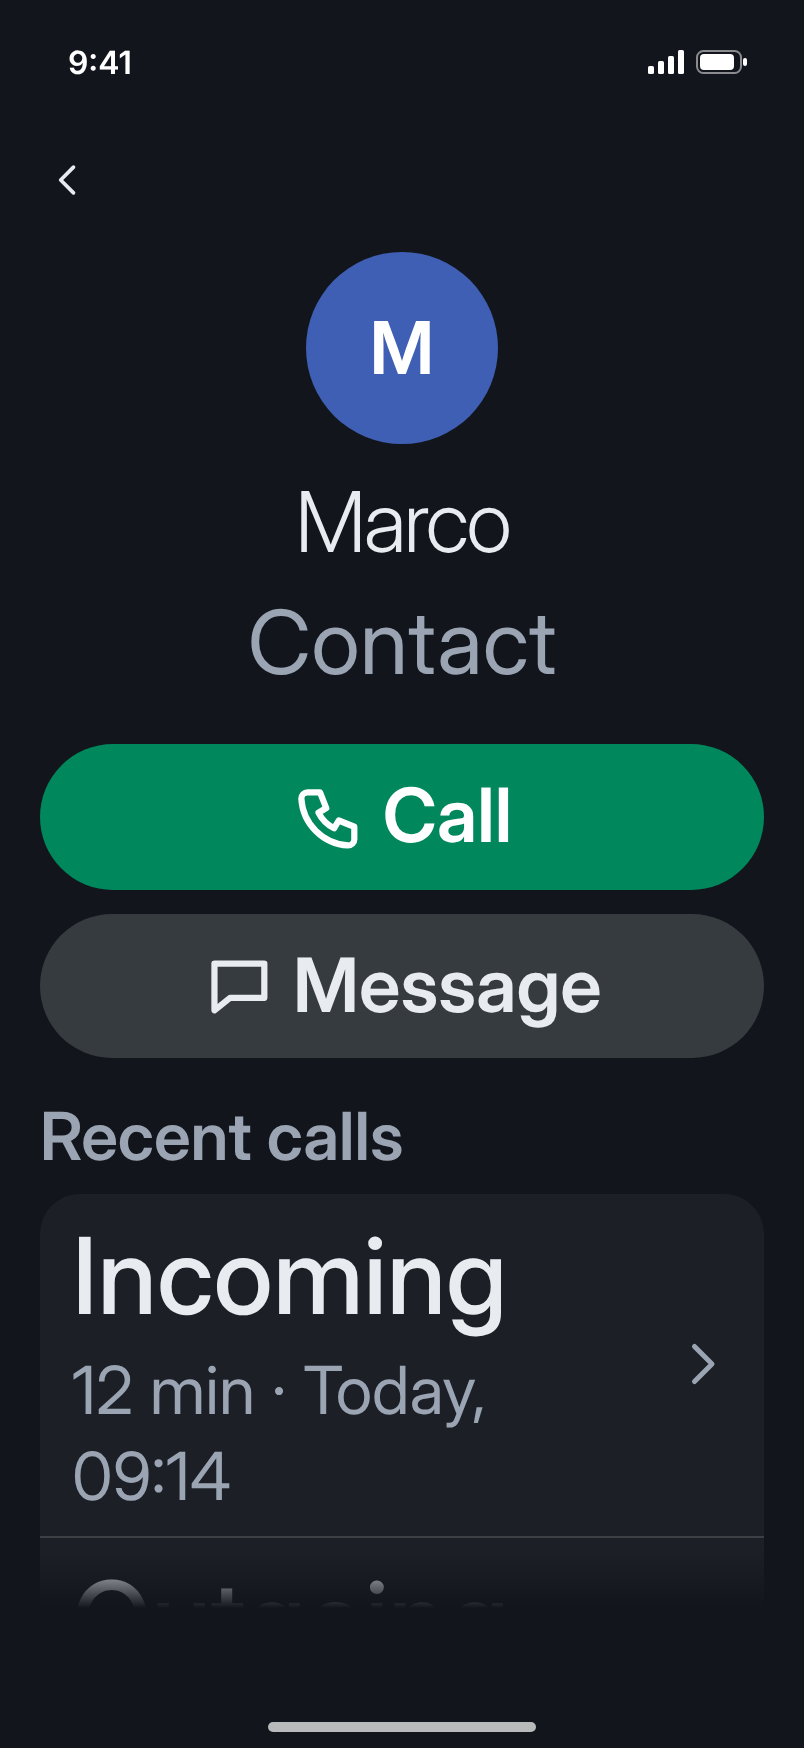 9:41
M
Marco
Contact
Call
Message
Recent calls
Incoming
12 min · Today,
09:14